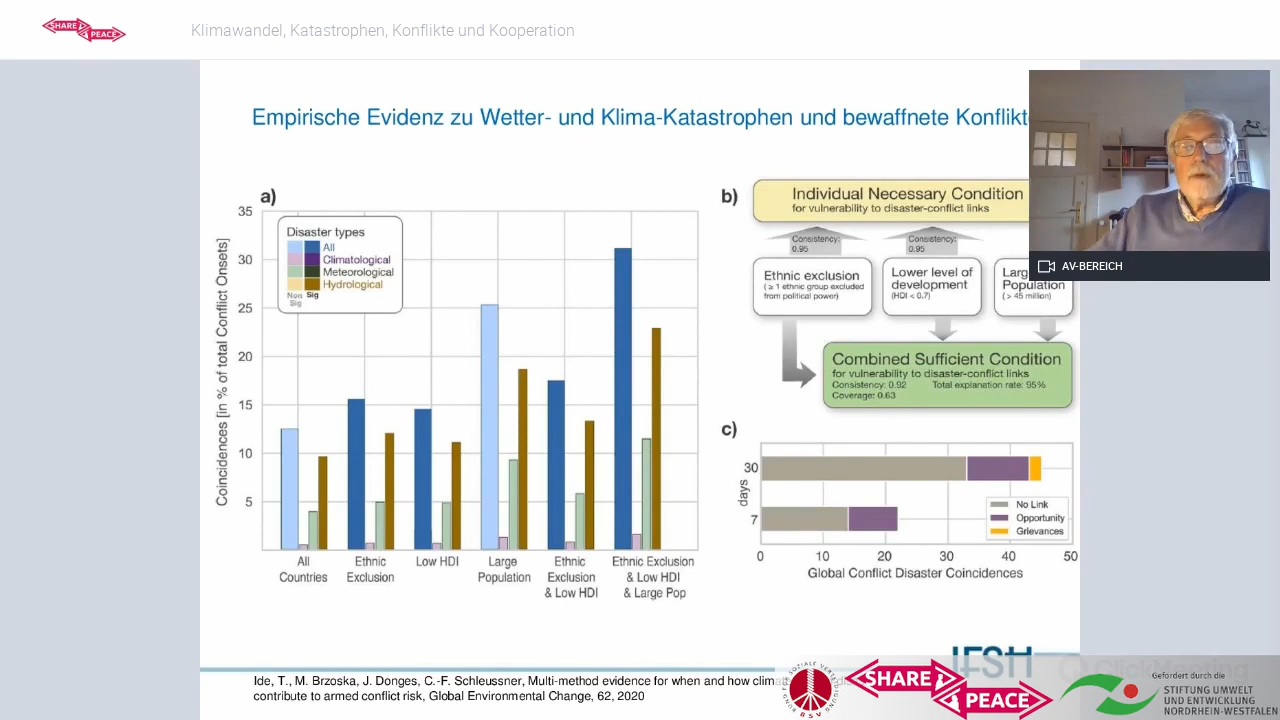 SHARE
PEACE
Klimawandel, Katastrophen, Konflikte und Kooperation
Empirische Evidenz zu Wetter- und Klima-Katastrophen und bewaffnete Konflikt
AV-BEREICH
a)
Coincidences [in % of total Conflict Onsets]
35
30
25
20
15
10
5
Disaster types
All
Climatological
Meteorological
Hydrological
Non Sig
Sig
All
Countries
Ethnic
Exclusion
Low HDI
Large
Population
Ethnic
Exclusion
& Low HDI
Ethnic Exclusion
& Low HDI
& Large Pop
b)
Individual Necessary Condition
for vulnerability to disaster-conflict links
Consistency:
0.95
Consistency:
0.95
Ethnic exclusion
(≥ 1 ethnic group excluded
from political power)
Lower level of
development
(HDI < 0.7)
Larg
Population
(> 45 million)
Combined Sufficient Condition
for vulnerability to disaster-conflict links
Consistency: 0.92 Total explanation rate: 95%
Coverage: 0.63
c)
days
30
7
No Link
Opportunity
Grievances
0 10 20 30 40 50
Global Conflict Disaster Coincidences
IFSH
Ide, T., M. Brzoska, J. Donges, C.-F. Schleussner, Multi-method evidence for when and how climat
contribute to armed conflict risk, Global Environmental Change, 62, 2020
SOZIALE VERTEIDIGUNG
BSV
SHARE
PEACE
ClickMeeting
Gefördert durch die
STIFTUNG UMWELT
UND ENTWICKLUNG
NORDRHEIN-WESTFALEN